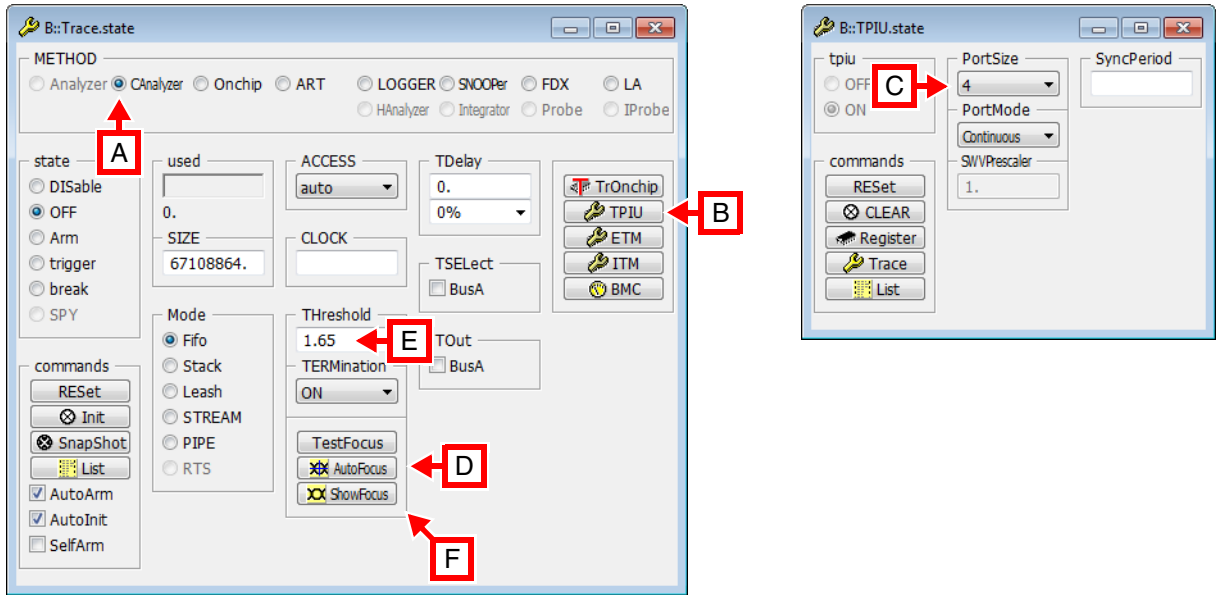 B::Trace.state
METHOD
Analyzer CAnalyzer Onchip ART LOGGER SNOOPer FDX LA
HAnalyzer Integrator Probe IProbe
A
state
DISable
OFF
Arm
trigger
break
SPY
used
0.
SIZE
67108864.
ACCESS
auto
CLOCK
TDelay
0.
0%
TSELect
BusA
TrOnchip
TPIU
ETM
ITM
BMC
B
Mode
Fifo
Stack
Leash
STREAM
PIPE
RTS
THreshold
1.65
E
TERMination
ON
TOut
BusA
commands
RESet
Init
SnapShot
List
AutoArm
AutoInit
SelfArm
TestFocus
AutoFocus
ShowFocus
D
F
B::TPIU.state
tpiu
OFF
ON
C
PortSize
4
PortMode
Continuous
SWVPrescaler
1.
SyncPeriod
commands
RESet
CLEAR
Register
Trace
List